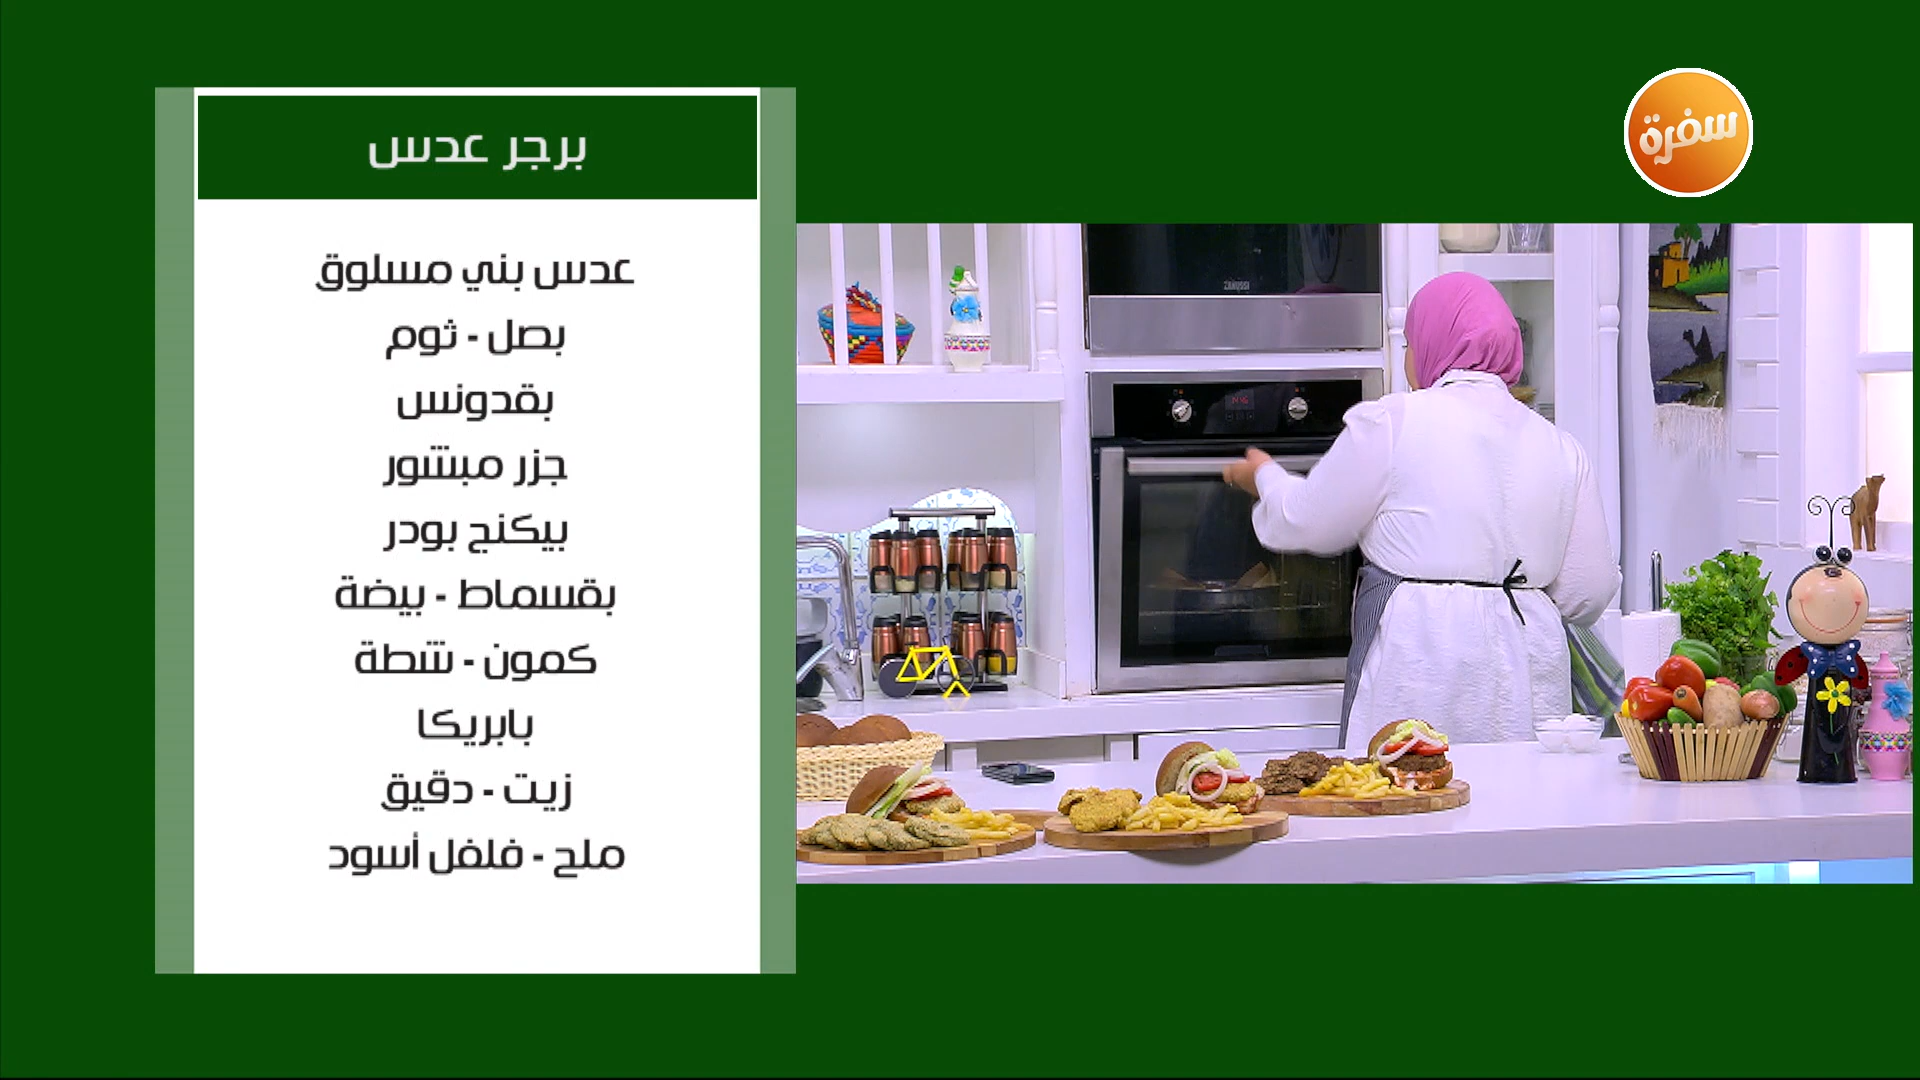 سفرة
برجر عدس
عدس بني مسلوق
بصل - ثوم
بقدونس
جزر مبشور
بيكنج بودر
بقسماط - بيضة
كمون - شطة
بابريكا
زيت - دقيق
ملح - فلفل أسود
ZANUSSI